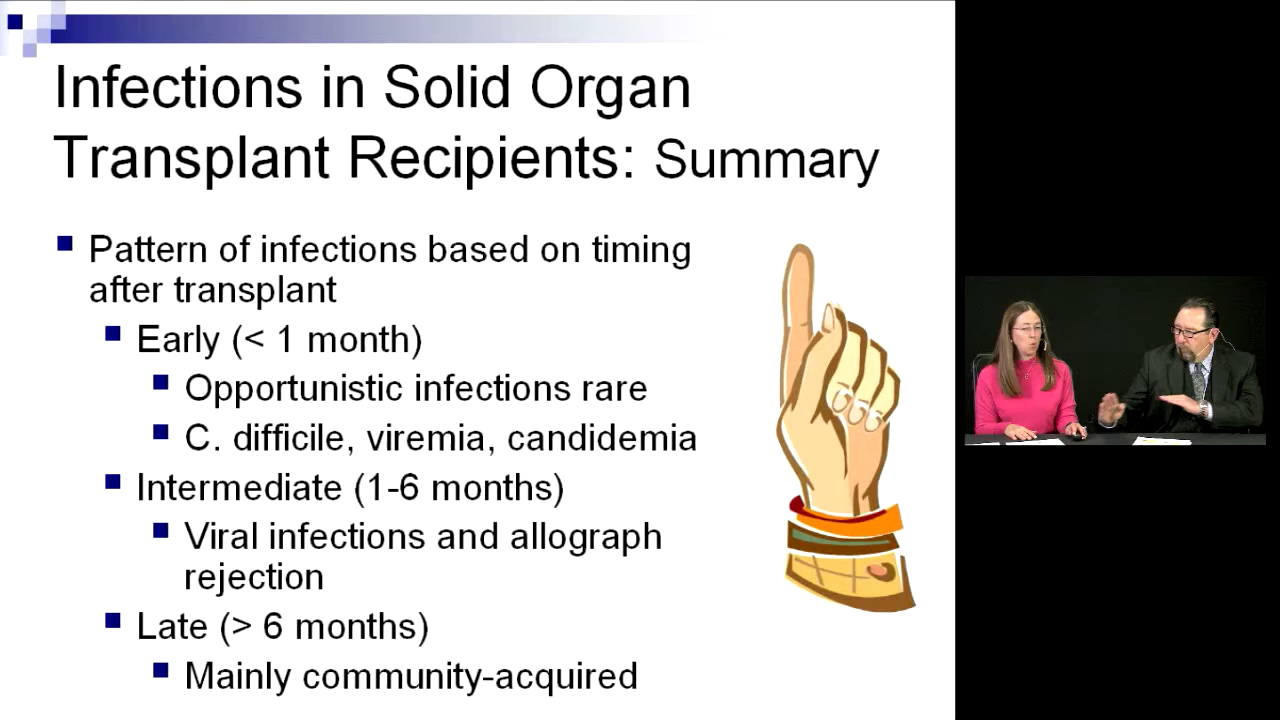 Infections in Solid Organ
Transplant Recipients: Summary
Pattern of infections based on timing
after transplant
Early (< 1 month)
Opportunistic infections rare
C. difficile, viremia, candidemia
Intermediate (1-6 months)
Viral infections and allograph
rejection
Late (> 6 months)
Mainly community-acquired